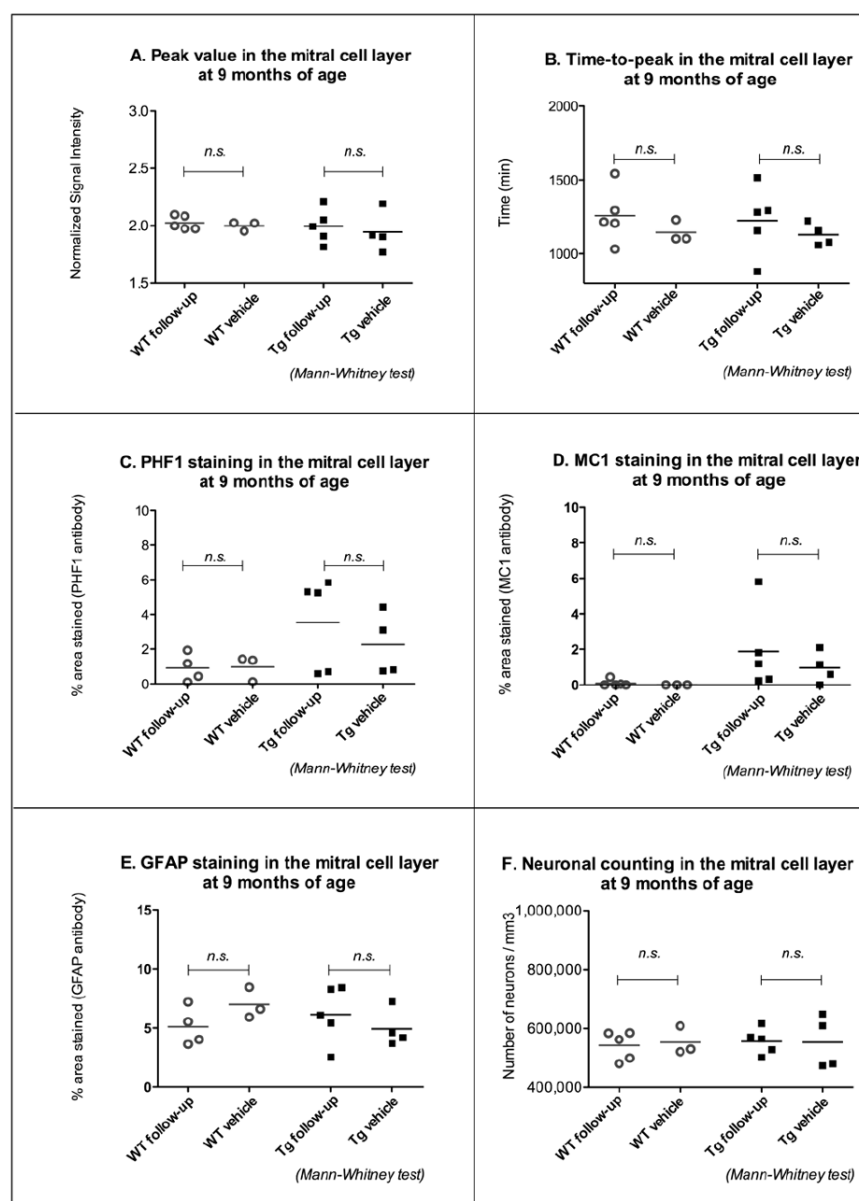 A. Peak value in the mitral cell layer
at 9 months of age
Normalized Signal Intensity
3.0
2.5
2.0
1.5
n.s.
n.s.
WT follow-up
WT vehicle
Tg follow-up
Tg vehicle
(Mann-Whitney test)
B. Time-to-peak in the mitral cell layer
at 9 months of age
Time (min)
2000
1500
1000
n.s.
n.s.
WT follow-up
WT vehicle
Tg follow-up
Tg vehicle
(Mann-Whitney test)
C. PHF1 staining in the mitral cell layer
at 9 months of age
% area stained (PHF1 antibody)
10
8
6
4
2
0
n.s.
n.s.
WT follow-up
WT vehicle
Tg follow-up
Tg vehicle
(Mann-Whitney test)
D. MC1 staining in the mitral cell layer
at 9 months of age
% area stained (MC1 antibody)
10
8
6
4
2
0
n.s.
n.s.
WT follow-up
WT vehicle
Tg follow-up
Tg vehicle
(Mann-Whitney test)
E. GFAP staining in the mitral cell layer
at 9 months of age
% area stained (GFAP antibody)
15
10
5
0
n.s.
n.s.
WT follow-up
WT vehicle
Tg follow-up
Tg vehicle
(Mann-Whitney test)
F. Neuronal counting in the mitral cell layer
at 9 months of age
Number of neurons / mm3
1,000,000
800,000
600,000
400,000
n.s.
n.s.
WT follow-up
WT vehicle
Tg follow-up
Tg vehicle
(Mann-Whitney test)